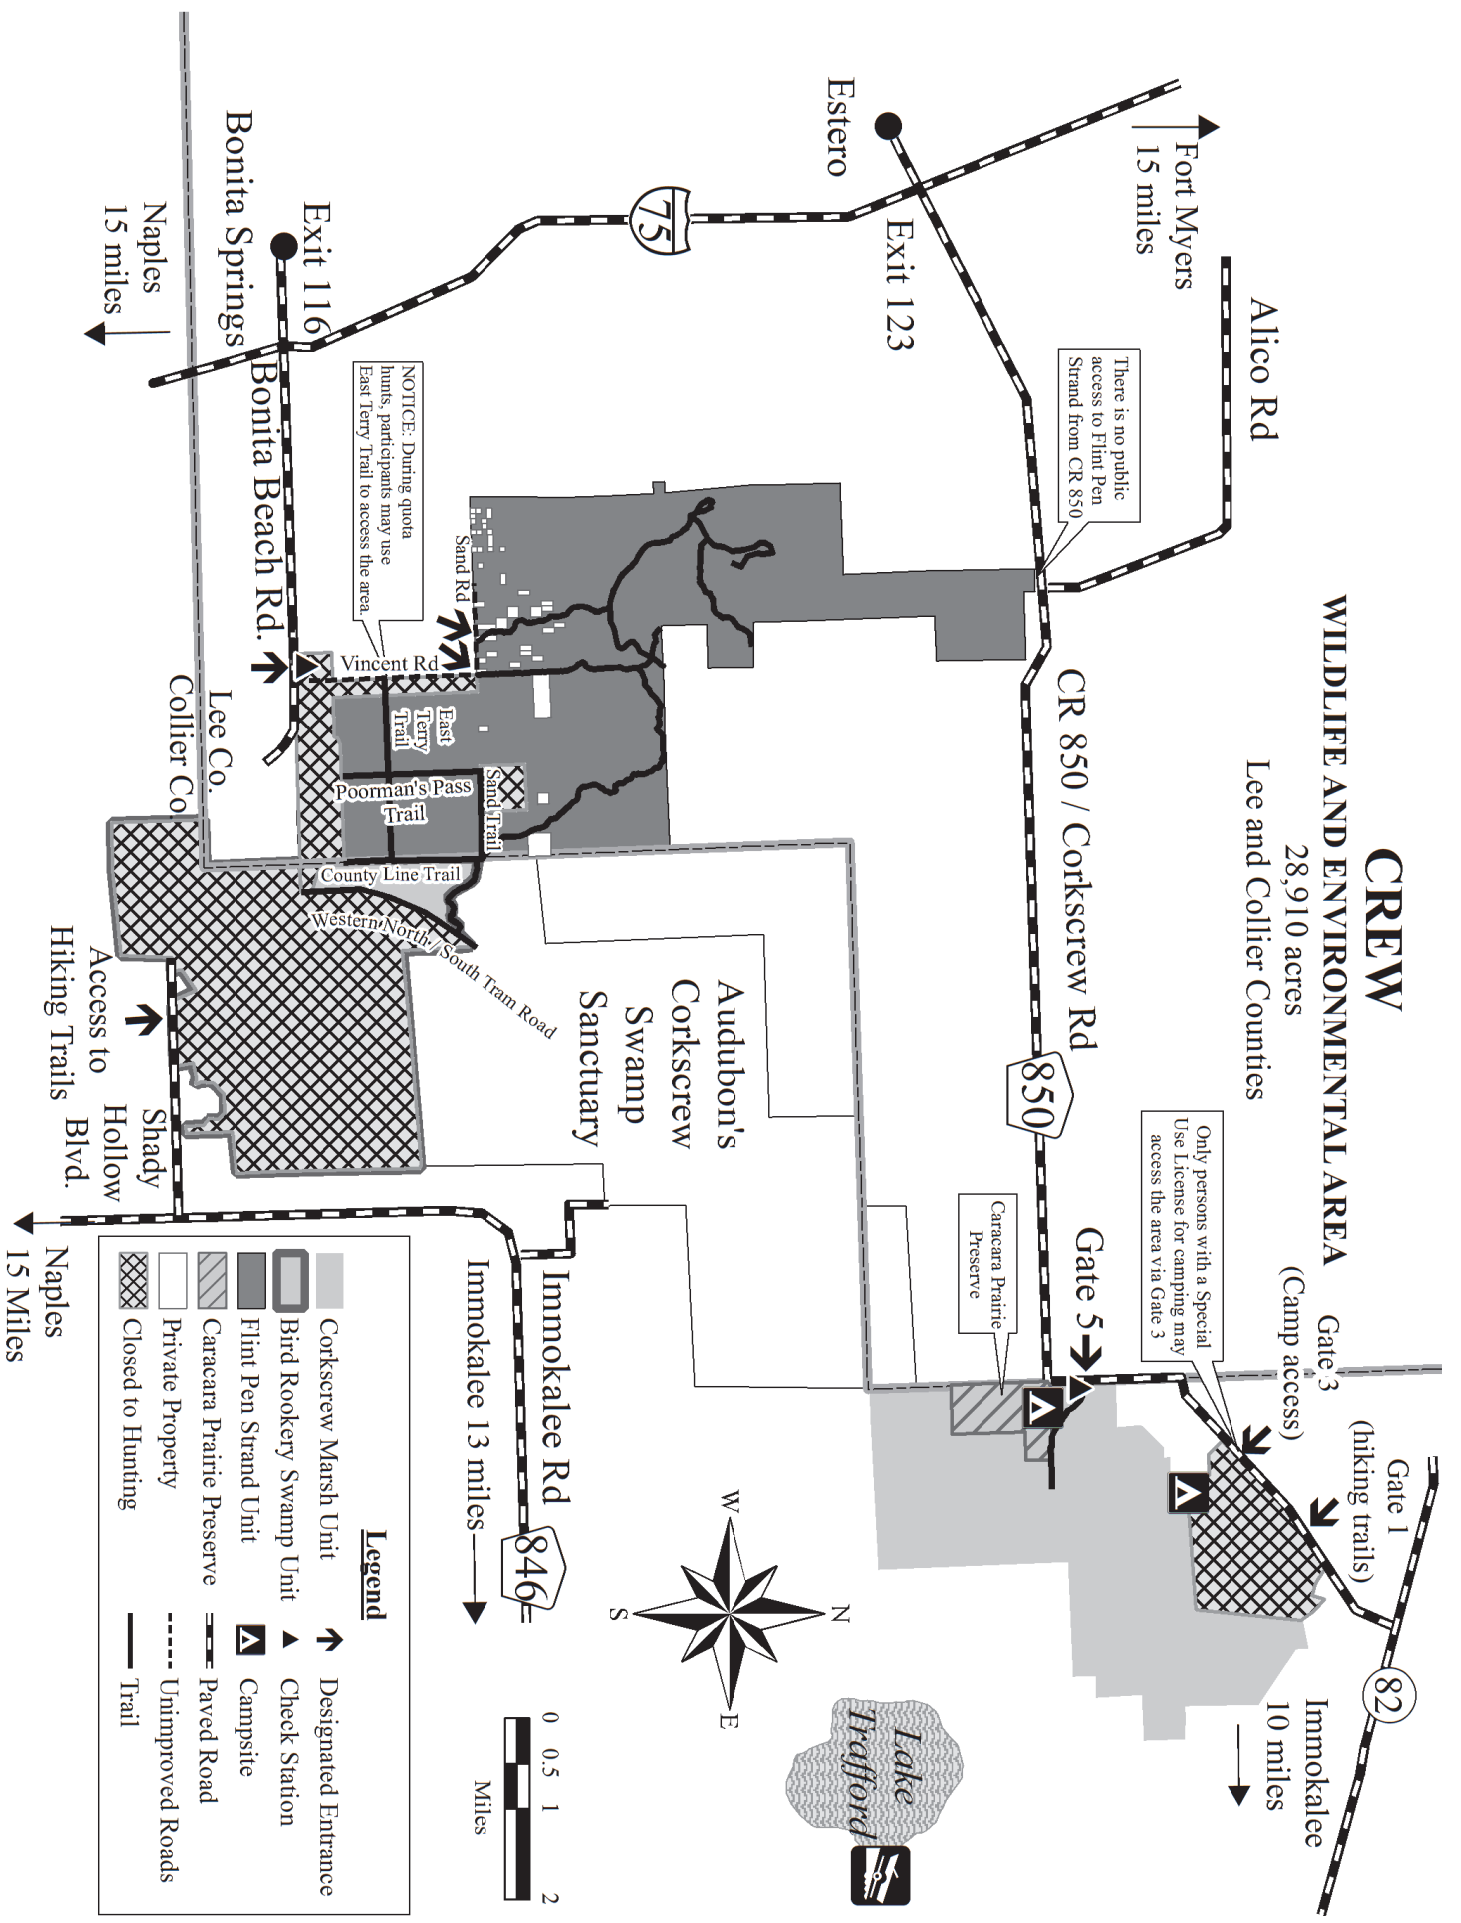 CREW
WILDLIFE AND ENVIRONMENTAL AREA
28,910 acres
Lee and Collier Counties
Fort Myers
15 miles
Alico Rd
Estero
Exit 123
75
There is no public
access to Flint Pen
Strand from CR 850
CR 850 / Corkscrew Rd
850
Gate 5
Only persons with a Special
Use License for camping may
access the area via Gate 3
Gate 3
(Camp access)
Gate 1
(hiking trails)
82
Immokalee
10 miles
Caracara Prairie
Preserve
Exit 116
Bonita Springs
Naples
15 miles
Bonita Beach Rd.
NOTICE: During quota
hunts, participants may use
East Terry Trail to access the area.
Sand Rd
Vincent Rd
East
Terry
Trail
Poorman's Pass
Trail
Sand Trail
County Line Trail
Western North / South Tram Road
Lee Co.
Collier Co.
Audubon's
Corkscrew
Swamp
Sanctuary
Access to
Hiking Trails
Shady
Hollow
Blvd.
Naples
15 Miles
Immokalee Rd
Immokalee 13 miles
846
N
W
E
S
Lake
Trafford
0 0.5 1 2
Miles
Legend
Corkscrew Marsh Unit
Bird Rookery Swamp Unit
Flint Pen Strand Unit
Caracara Prairie Preserve
Private Property
Closed to Hunting
Designated Entrance
Check Station
Campsite
Paved Road
Unimproved Roads
Trail